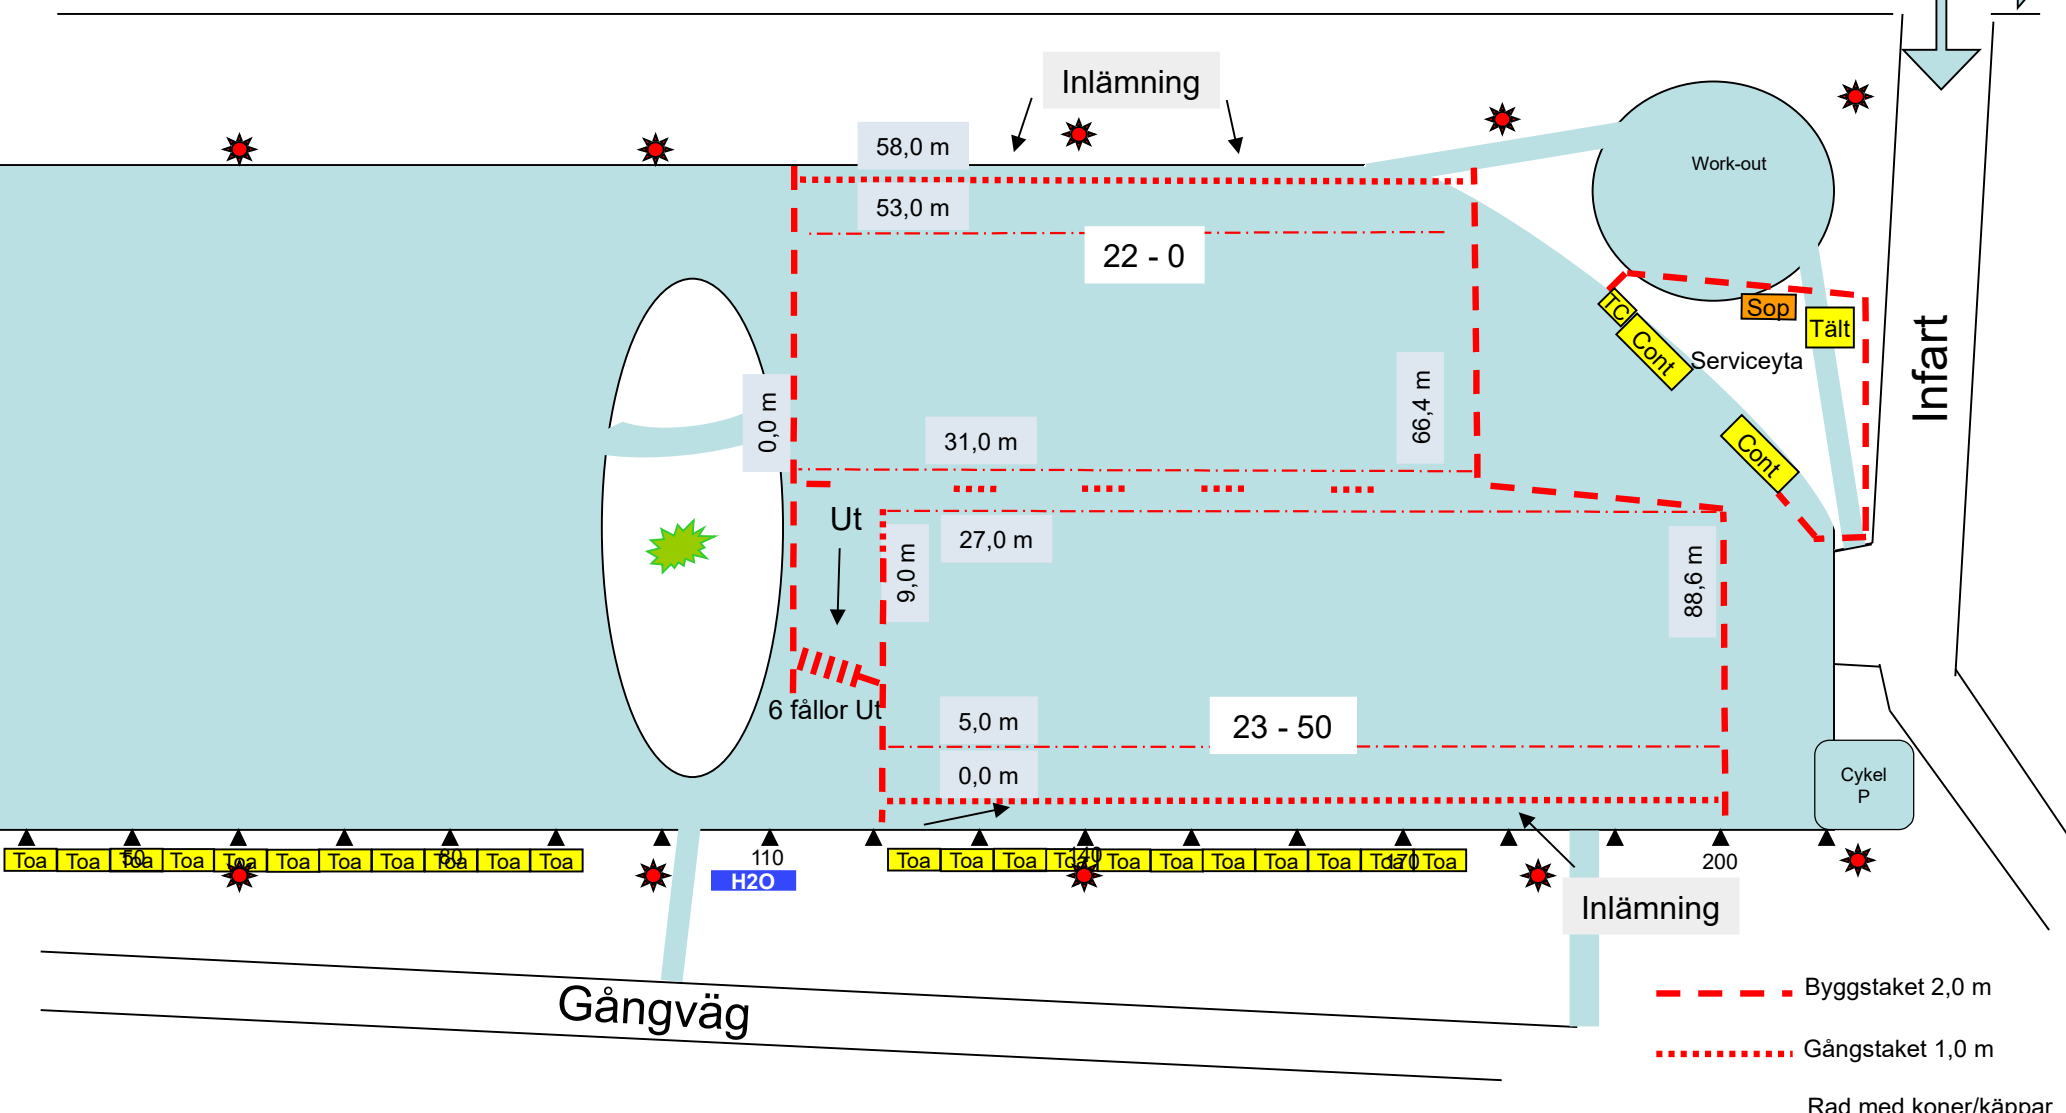 Inlämning
58,0 m
53,0 m
22 - 0
Work-out
Sop
Tält
TC
Cont
Serviceyta
Cont
Infart
0,0 m
31,0 m
66,4 m
Ut
27,0 m
9,0 m
88,6 m
6 fållor Ut
5,0 m
23 - 50
0,0 m
Cykel
P
Toa Toa Toa Toa Toa Toa Toa Toa Toa Toa Toa
50 80 110 140 170 200
H2O
Toa Toa Toa Toa Toa Toa Toa Toa Toa Toa Toa
Inlämning
Gångväg
Byggstaket 2,0 m
Gångstaket 1,0 m
Rad med koner/käppar